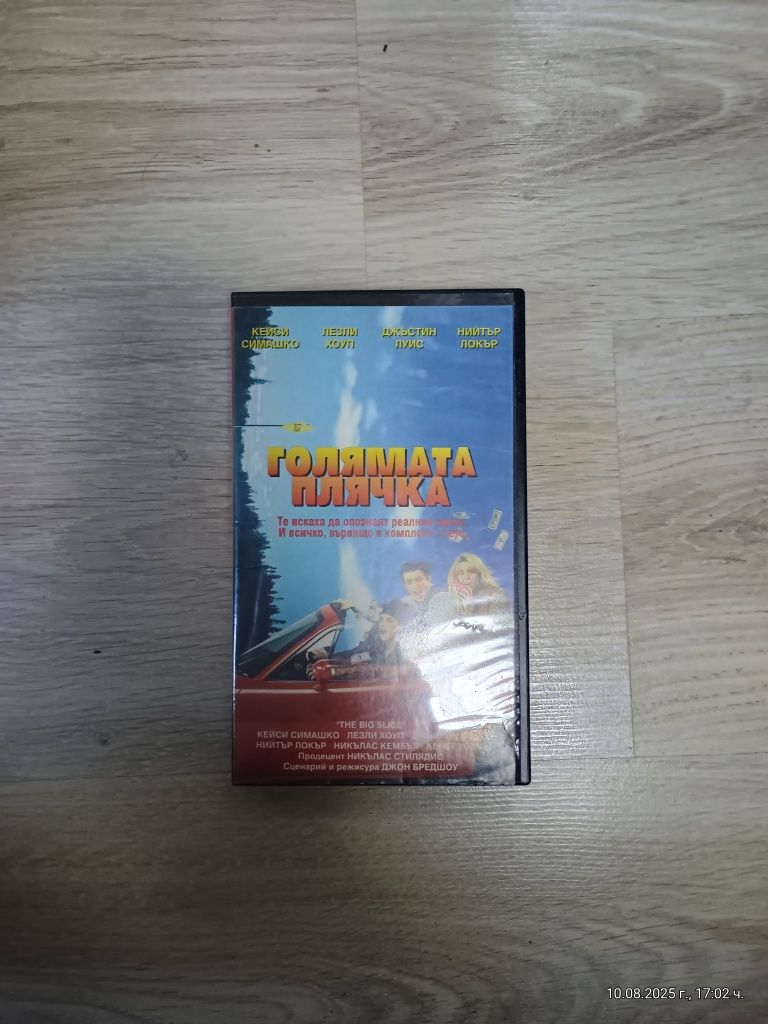 КЕЙСИ ЛЕЗЛИ ДЖЪСТИН НИЙТЪР
СИМАШКО ХОУП ЛУИС ЛОКЪР
ГОЛЯМАТА
ПЛЯЧКА
Те искаха да опознаят реалния
И всичко, вървящо в комплект с
"THE BIG SLICE"
КЕЙСИ СИМАШКО ЛЕЗЛИ ХОУП
НИЙТЪР ЛОКЪР НИКЪЛАС КЕМБЪЛ
Продецент НИКЪЛАС СТИЛЯДИС
Сценарий и режисура ДЖОН БРЕДШОУ
10.08.2025 г., 17:02 ч.